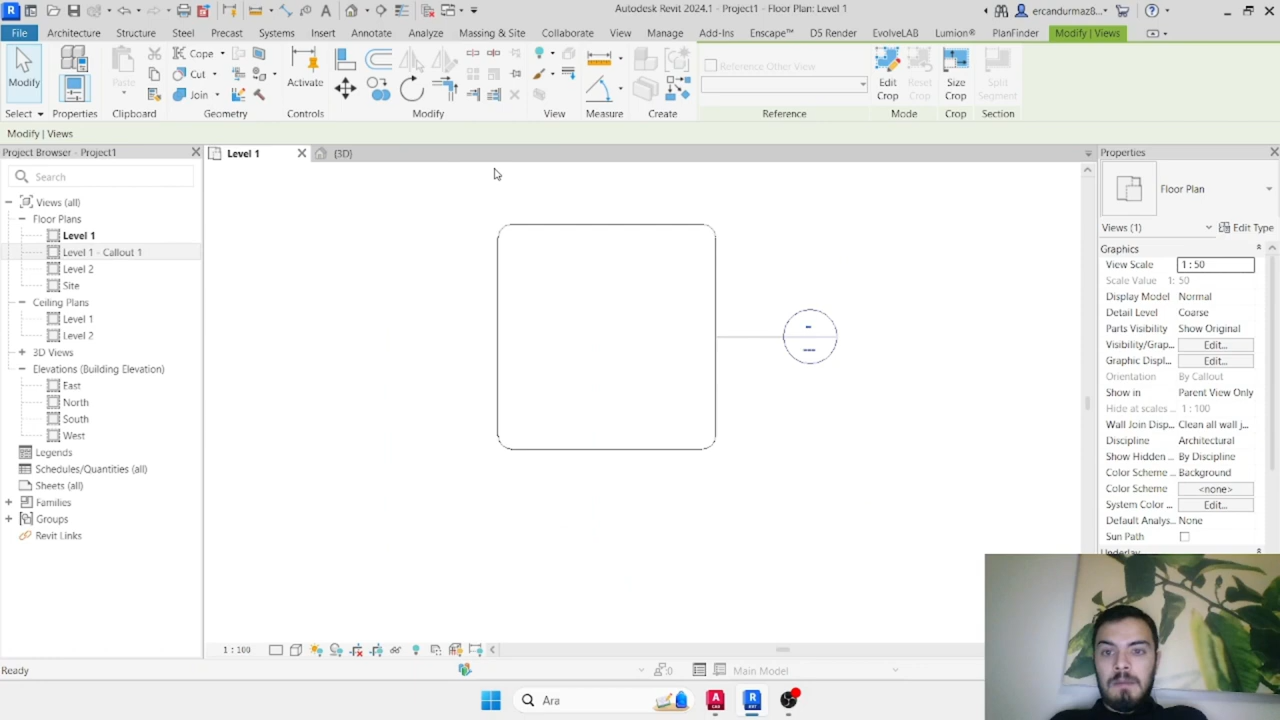 Autodesk Revit 2024.1 - Project1 - Floor Plan: Level 1
ercandurmaz8...
File Architecture Structure Steel Precast Systems Insert Annotate Analyze Massing & Site Collaborate View Manage Add-Ins Enscape™ D5 Render EvolveLAB Lumion® PlanFinder Modify | Views
Modify
Paste
Cope
Cut
Join
Activate
Reference Other View
Edit Crop
Reset Crop
Size Crop
Split Segment
Select Properties Clipboard Geometry Controls Modify View Measure Create Reference Mode Crop Section
Modify | Views
Project Browser - Project1
Search
Views (all)
Floor Plans
Level 1
Level 1 - Callout 1
Level 2
Site
Ceiling Plans
Level 1
Level 2
3D Views
Elevations (Building Elevation)
East
North
South
West
Legends
Schedules/Quantities (all)
Sheets (all)
Families
Groups
Revit Links
Level 1
(3D)
1 : 100
Properties
Floor Plan
Views (1)
Edit Type
Graphics
View Scale 1 : 50
Scale Value 1: 50
Display Model Normal
Detail Level Coarse
Parts Visibility Show Original
Visibility/Grap... Edit...
Graphic Displ... Edit...
Orientation By Callout
Show in Parent View Only
Hide at scales ... 1 : 100
Wall Join Disp... Clean all wall j...
Discipline Architectural
Show Hidden ... By Discipline
Color Scheme ... Background
Color Scheme <none>
System Color ... Edit...
Default Analys... None
Sun Path
Underlay
Ready
:0
Main Model
Ara